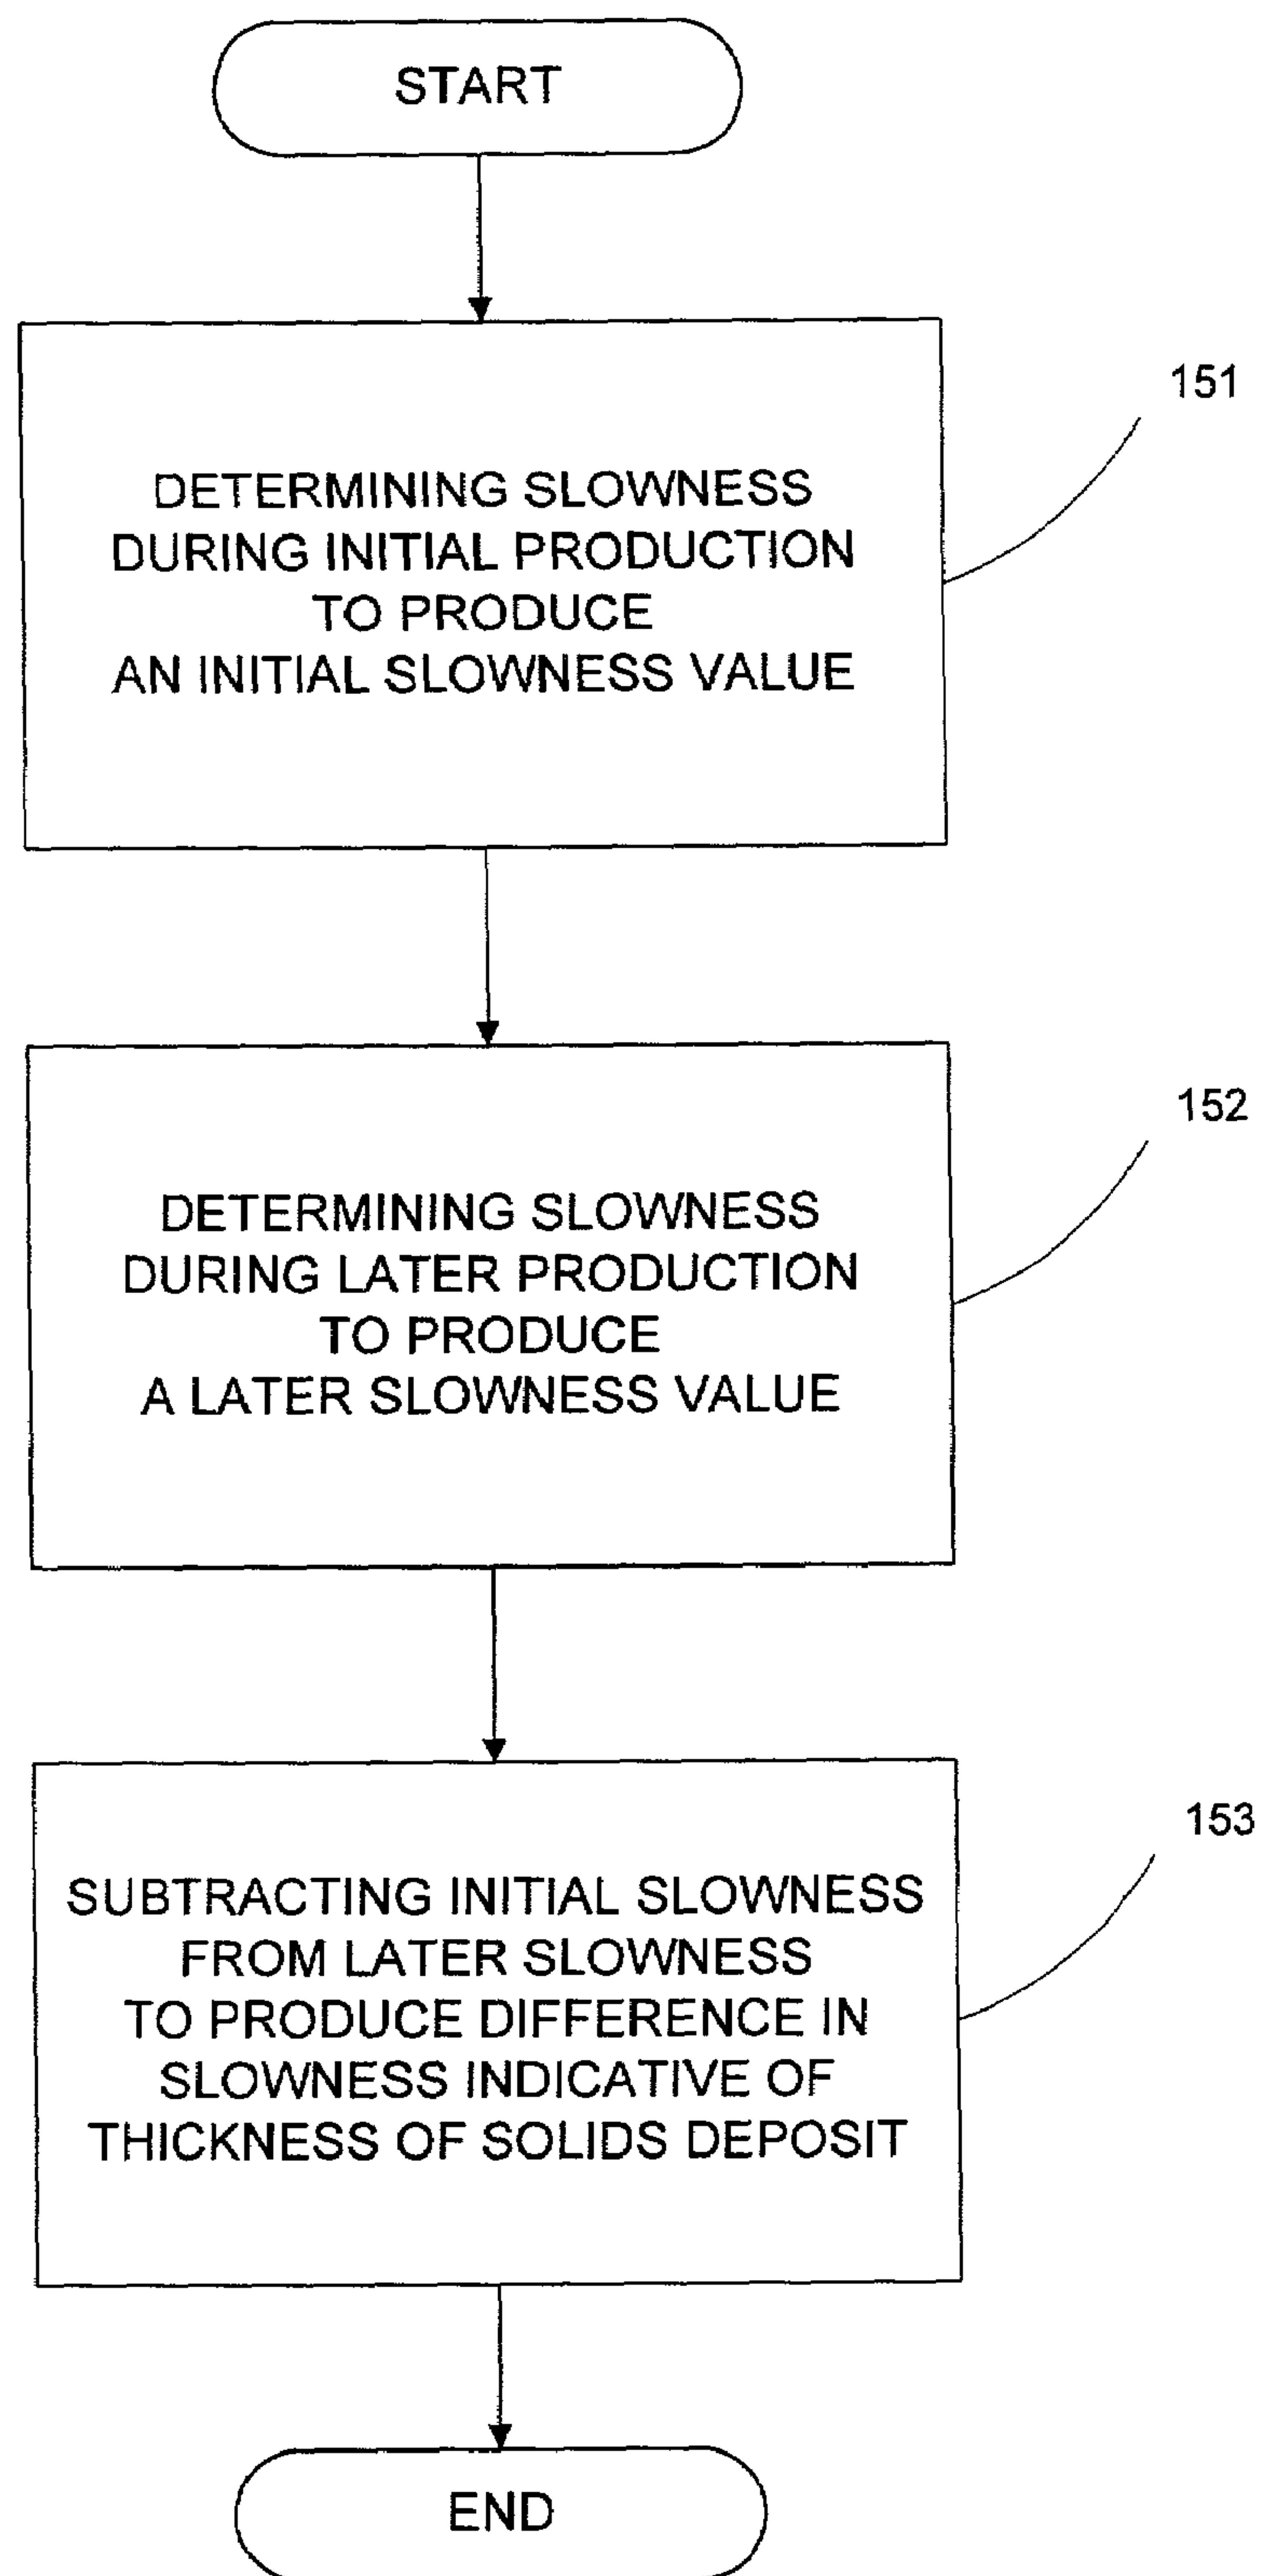 START
151
DETERMINING SLOWNESS
DURING INITIAL PRODUCTION
TO PRODUCE
AN INITIAL SLOWNESS VALUE
152
DETERMINING SLOWNESS
DURING LATER PRODUCTION
TO PRODUCE
A LATER SLOWNESS VALUE
153
SUBTRACTING INITIAL SLOWNESS
FROM LATER SLOWNESS
TO PRODUCE DIFFERENCE IN
SLOWNESS INDICATIVE OF
THICKNESS OF SOLIDS DEPOSIT
END